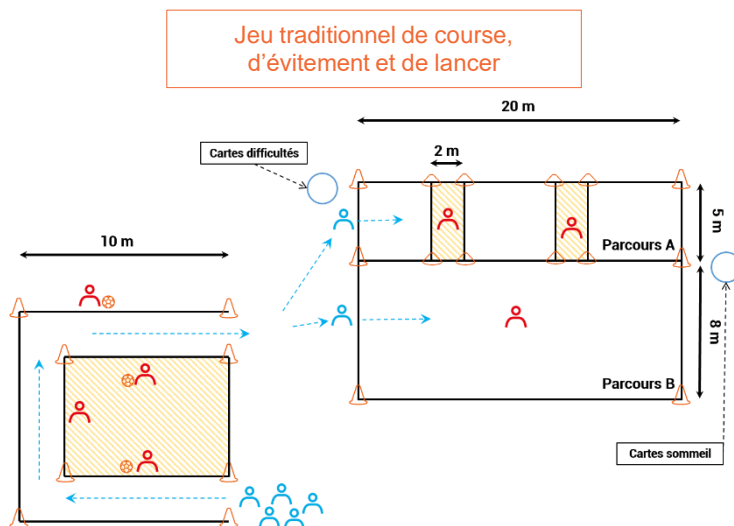 Jeu traditionnel de course,
d'évitement et de lancer
20 m
Cartes difficultés
2 m
5 m
10 m
Parcours A
8 m
Parcours B
Cartes sommeil